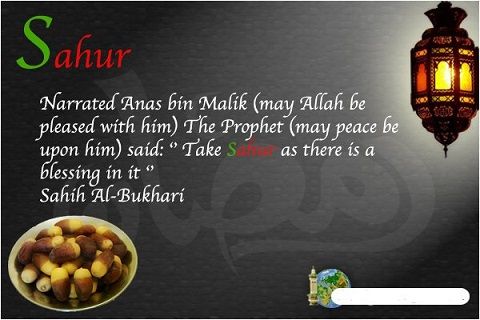 Sahur
Narrated Anas bin Malik (may Allah be
pleased with him) The Prophet (may peace be
upon him) said: “ Take Sahur as there is a
blessing in it “
Sahih Al-Bukhari